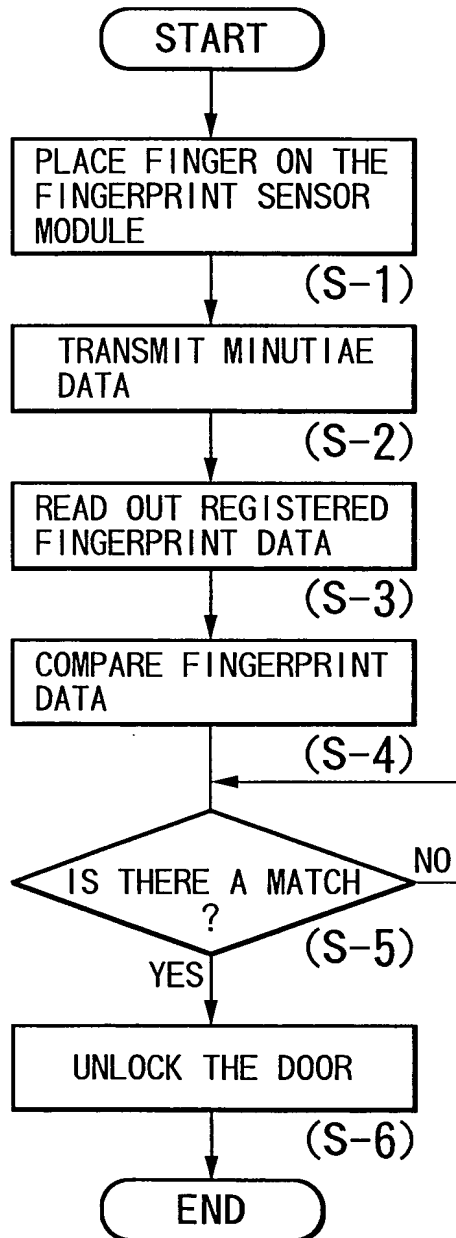 START
PLACE FINGER ON THE
FINGERPRINT SENSOR
MODULE
(S-1)
TRANSMIT MINUTIAE
DATA
(S-2)
READ OUT REGISTERED
FINGERPRINT DATA
(S-3)
COMPARE FINGERPRINT
DATA
(S-4)
IS THERE A MATCH
?
NO
(S-5)
YES
UNLOCK THE DOOR
(S-6)
END